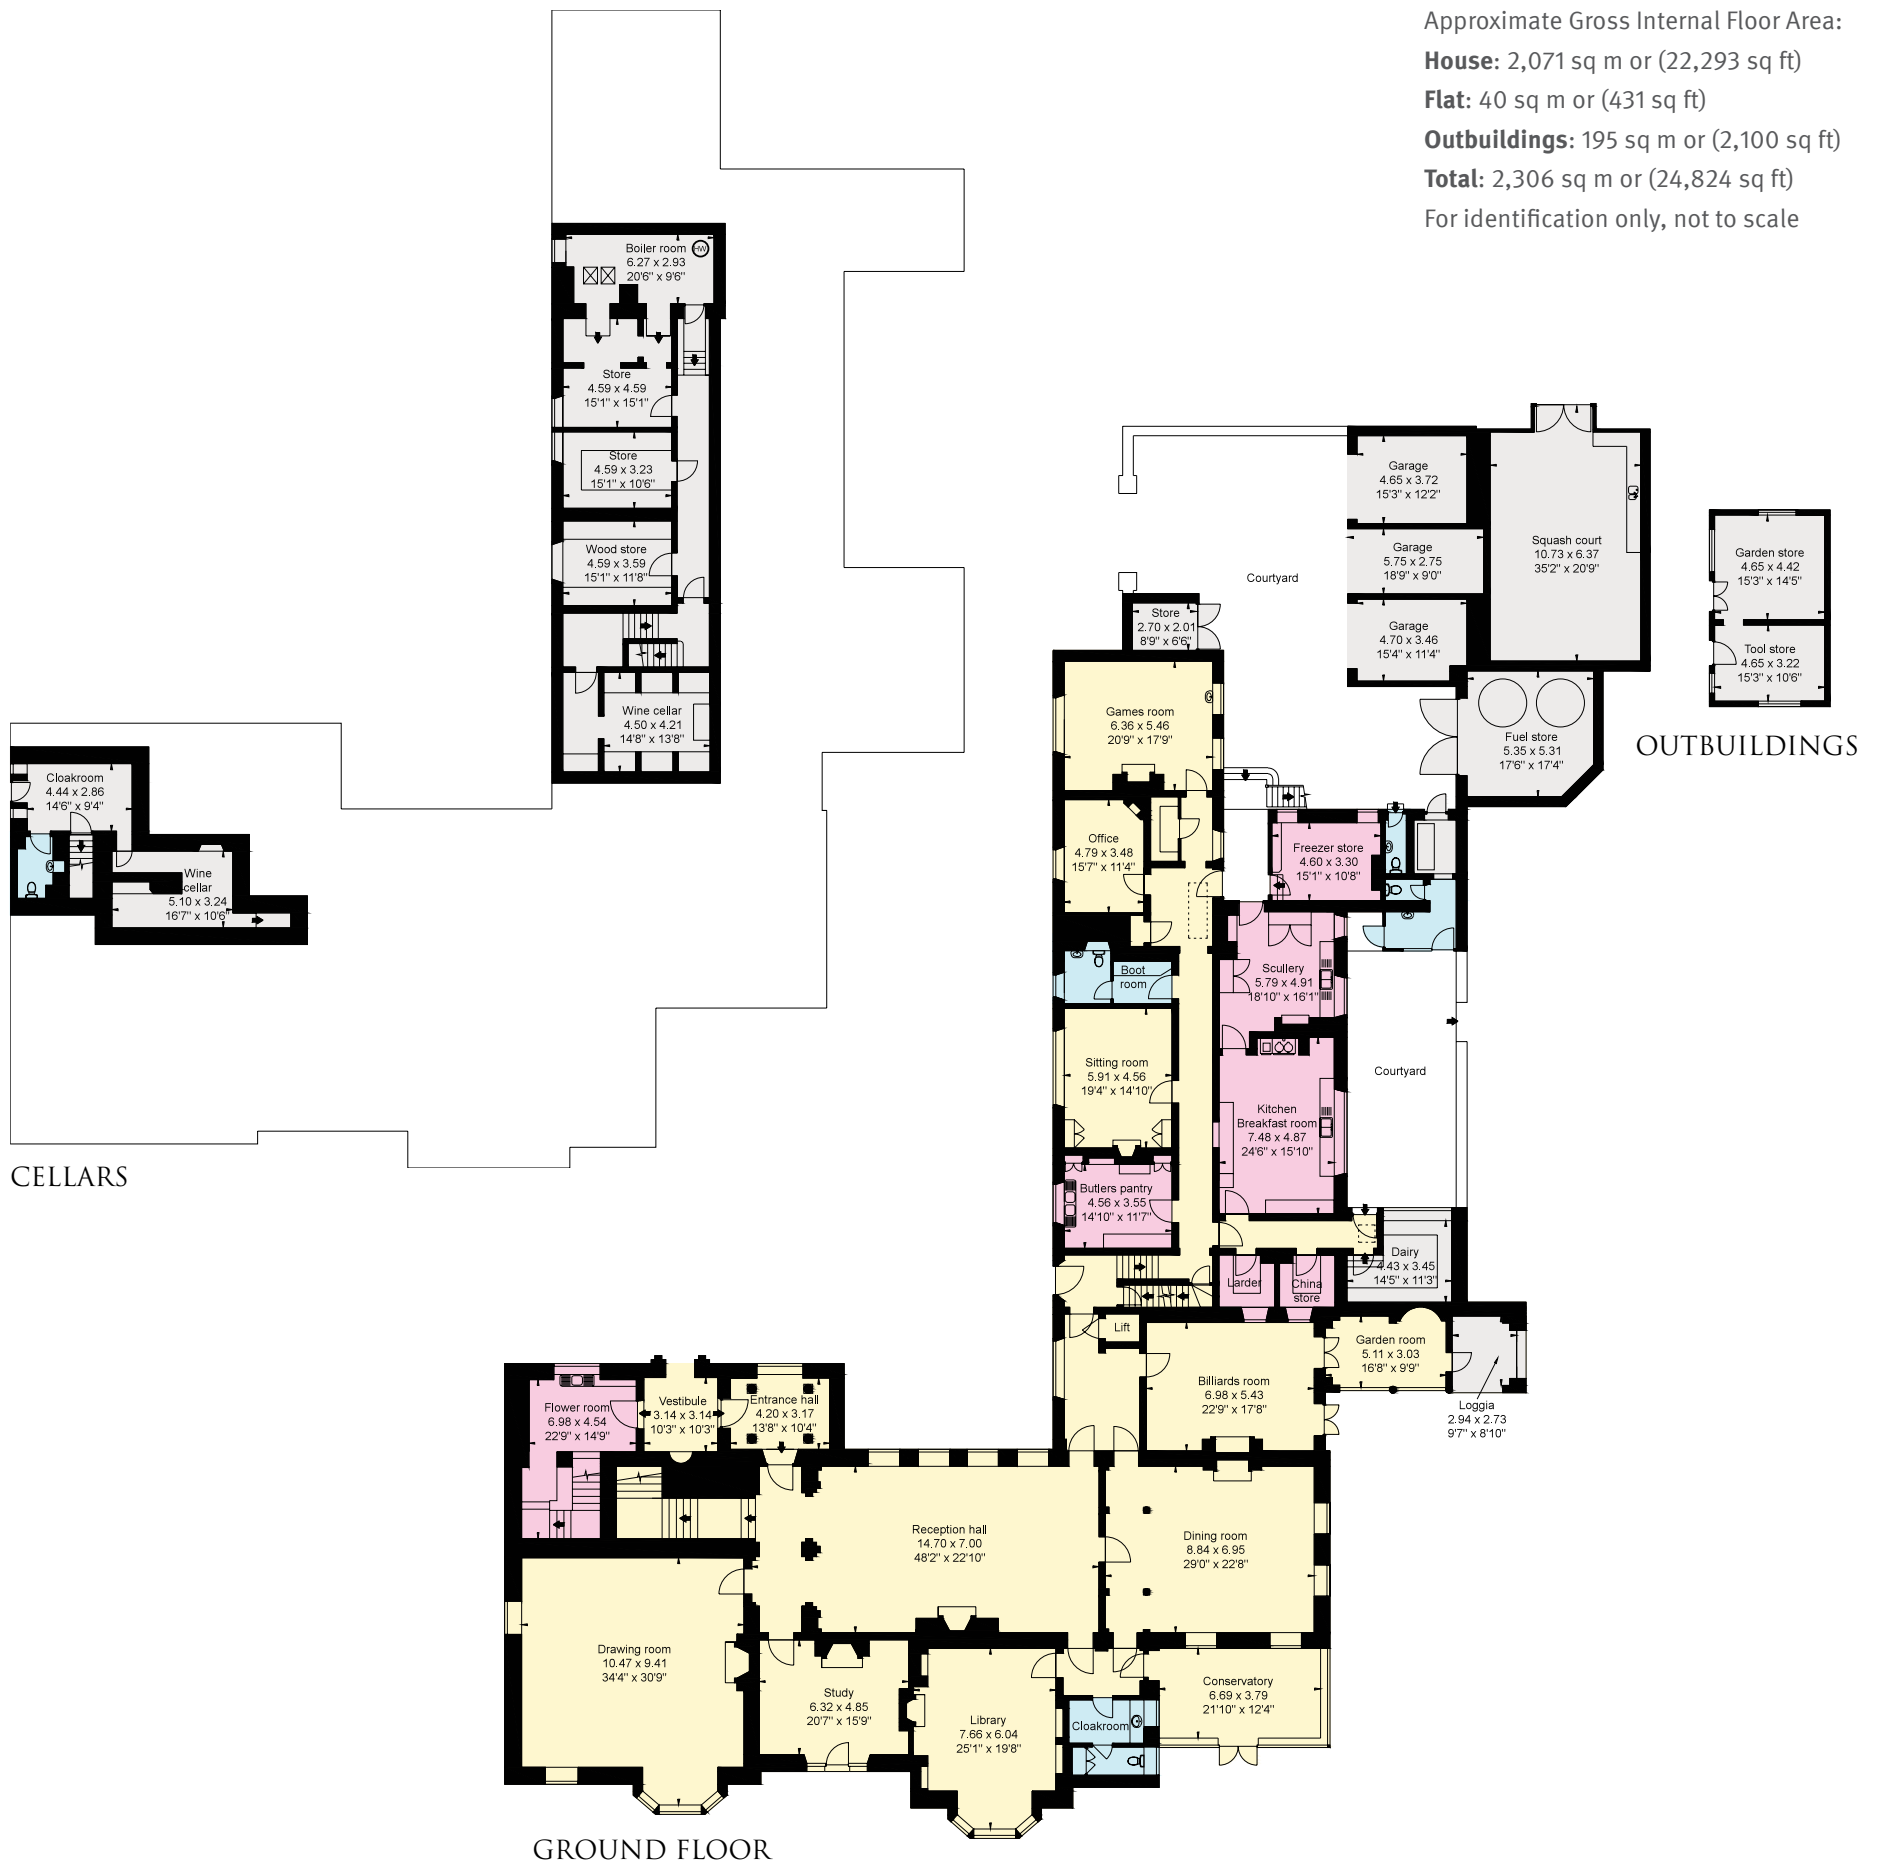 Approximate Gross Internal Floor Area:
House: 2,071 sq m or (22,293 sq ft)
Flat: 40 sq m or (431 sq ft)
Outbuildings: 195 sq m or (2,100 sq ft)
Total: 2,306 sq m or (24,824 sq ft)
For identification only, not to scale
Boiler room
HW
6.27 x 2.93
20'6" x 9'6"
Store
4.59 x 4.59
15'1" x 15'1"
Store
4.59 x 3.23
15'1" x 10'6"
Wood store
4.59 x 3.59
15'1" x 11'8"
Wine cellar
4.50 x 4.21
14'8" x 13'8"
Cloakroom
4.44 x 2.86
14'6" x 9'4"
Wine
cellar
5.10 x 3.24
16'7" x 10'6"
CELLARS
Garage
4.65 x 3.72
15'3" x 12'2"
Garage
5.75 x 2.75
18'9" x 9'0"
Garage
4.70 x 3.46
15'4" x 11'4"
Squash court
10.73 x 6.37
35'2" x 20'9"
Courtyard
Garden store
4.65 x 4.42
15'3" x 14'5"
Tool store
4.65 x 3.22
15'3" x 10'6"
OUTBUILDINGS
Fuel store
5.35 x 5.31
17'6" x 17'4"
Store
2.70 x 2.01
8'9" x 6'6"
Games room
6.36 x 5.46
20'9" x 17'9"
Office
4.79 x 3.48
15'7" x 11'4"
Freezer store
4.60 x 3.30
15'1" x 10'8"
Boot
room
Scullery
5.79 x 4.91
18'10" x 16'1"
Sitting room
5.91 x 4.56
19'4" x 14'10"
Courtyard
Kitchen
Breakfast room
7.48 x 4.87
24'6" x 15'10"
Butlers pantry
4.56 x 3.55
14'10" x 11'7"
Larder
China
store
Dairy
4.43 x 3.45
14'5" x 11'3"
Lift
Garden room
5.11 x 3.03
16'8" x 9'9"
Loggia
2.94 x 2.73
9'7" x 8'10"
Billiards room
6.98 x 5.43
22'9" x 17'8"
Flower room
6.98 x 4.54
22'9" x 14'9"
Vestibule
3.14 x 3.14
10'3" x 10'3"
Entrance hall
4.20 x 3.17
13'8" x 10'4"
Reception hall
14.70 x 7.00
48'2" x 22'10"
Dining room
8.84 x 6.95
29'0" x 22'8"
Drawing room
10.47 x 9.41
34'4" x 30'9"
Study
6.32 x 4.85
20'7" x 15'9"
Library
7.66 x 6.04
25'1" x 19'8"
Cloakroom
Conservatory
6.69 x 3.79
21'10" x 12'4"
GROUND FLOOR